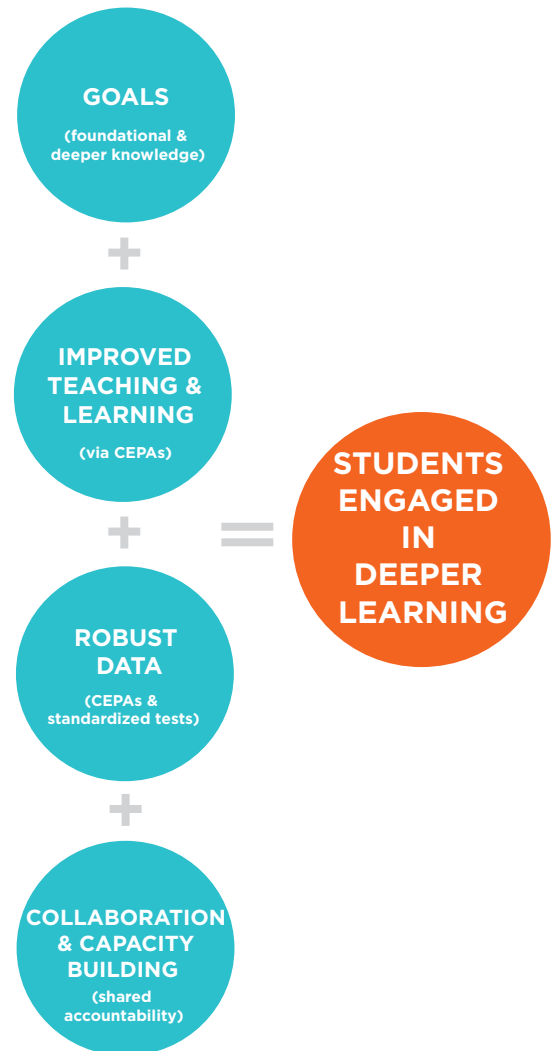 GOALS
(foundational &
deeper knowledge)
+
IMPROVED
TEACHING &
LEARNING
(via CEPAs)
+
ROBUST
DATA
(CEPAs &
standardized tests)
+
COLLABORATION
& CAPACITY
BUILDING
(shared
accountability)
=
STUDENTS
ENGAGED
IN
DEEPER
LEARNING